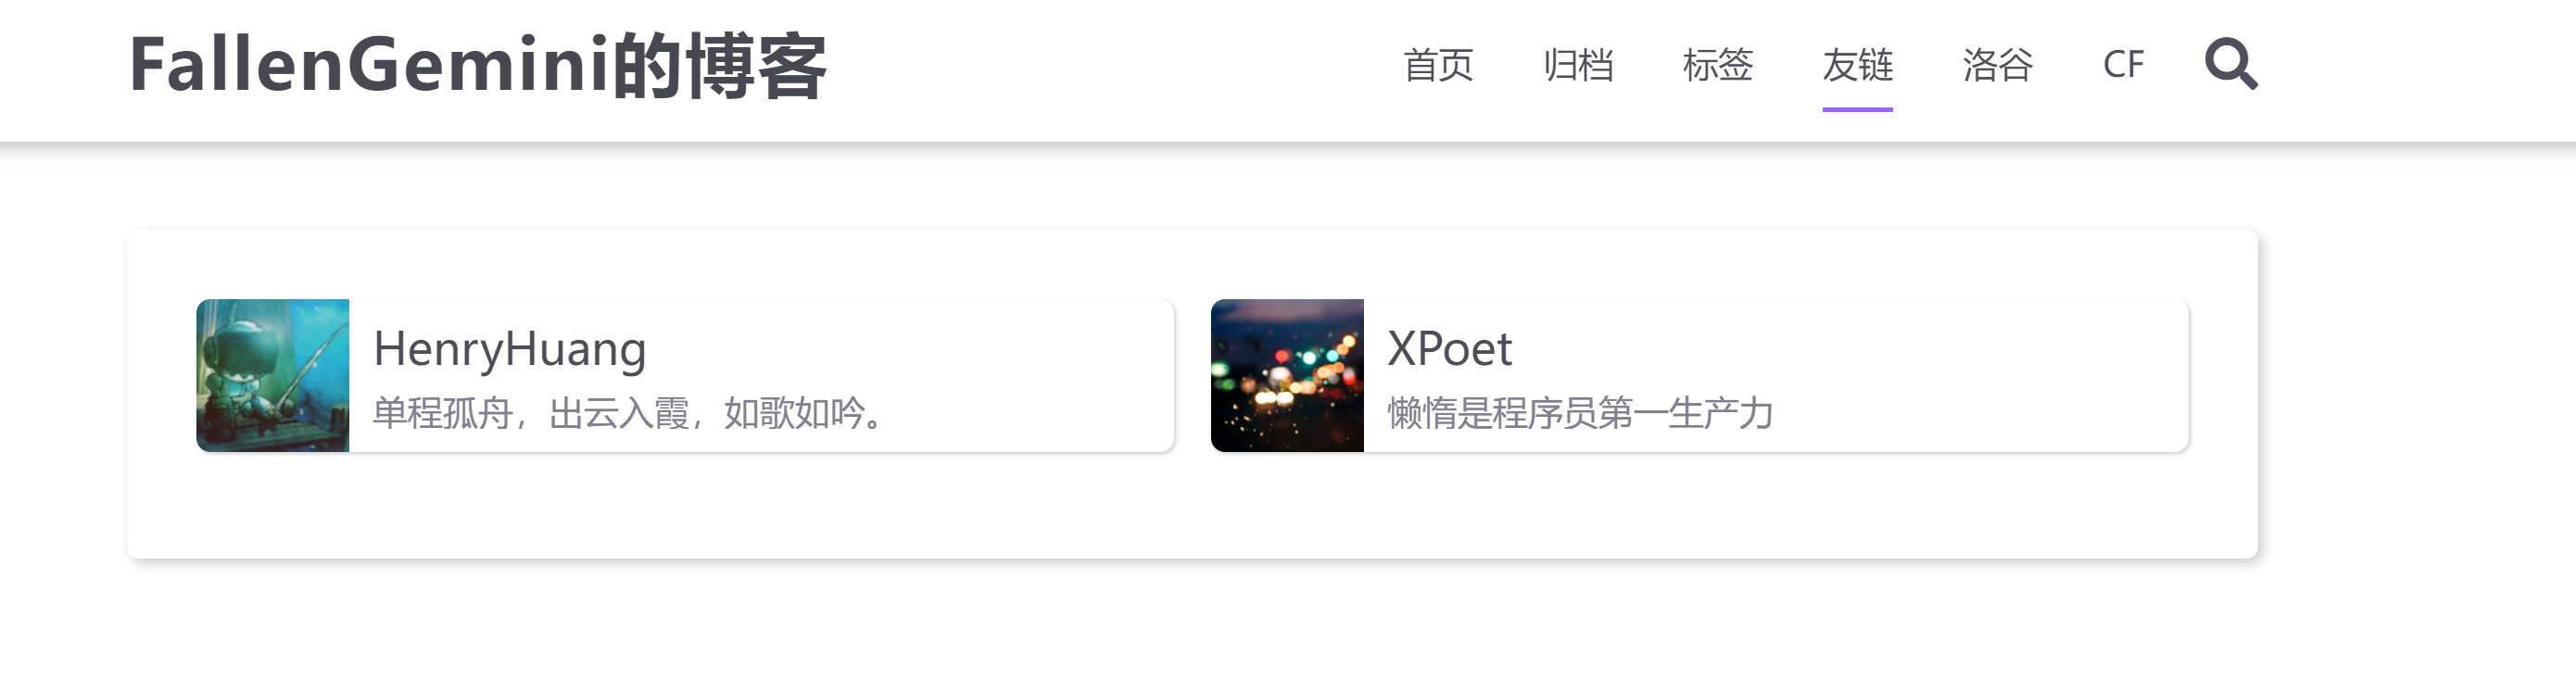 FallenGemini的博客
首页 归档 标签 友链 洛谷 CF
HenryHuang
单程孤舟，出云入霞，如歌如吟。
XPoet
懒惰是程序员第一生产力